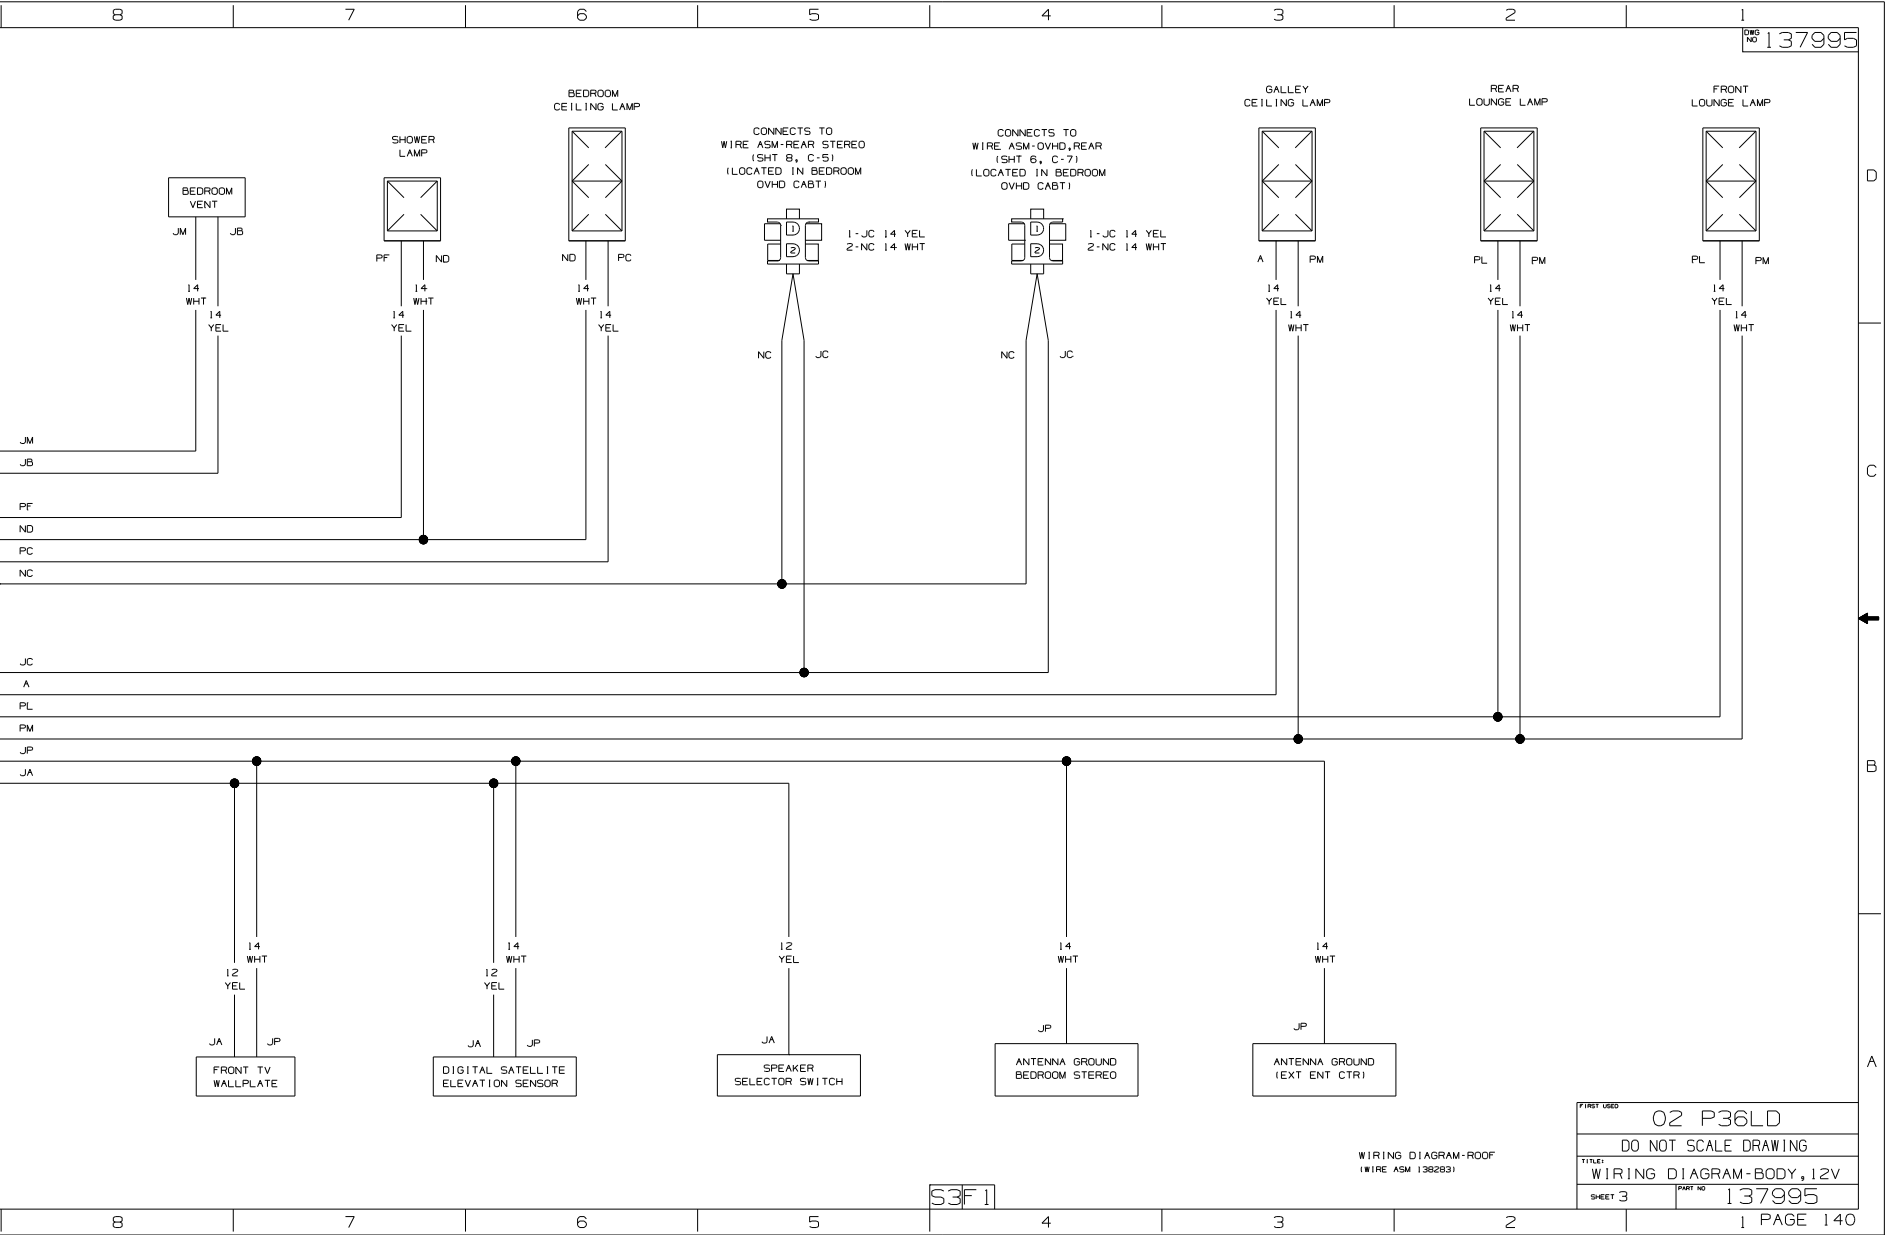 8 7 6 5 4 3 2 1
DWG NO 137995
BEDROOM
CEILING LAMP
GALLEY
CEILING LAMP
REAR
LOUNGE LAMP
FRONT
LOUNGE LAMP
SHOWER
LAMP
CONNECTS TO
WIRE ASM-REAR STEREO
(SHT 8, C-5)
(LOCATED IN BEDROOM
OVHD CABT)
CONNECTS TO
WIRE ASM-OVHD,REAR
(SHT 6, C-7)
(LOCATED IN BEDROOM
OVHD CABT)
D
BEDROOM
VENT
1
2
1-JC 14 YEL
2-NC 14 WHT
1
2
1-JC 14 YEL
2-NC 14 WHT
JM JB
PF ND
ND PC
A PM
PL PM
PL PM
14
WHT
14
YEL
14
WHT
14
YEL
14
WHT
14
YEL
14
YEL
14
WHT
14
YEL
14
WHT
14
YEL
14
WHT
NC JC
NC JC
JM
JB
C
PF
ND
PC
NC
JC
A
PL
PM
JP
JA
B
14
WHT
12
YEL
14
WHT
12
YEL
12
YEL
14
WHT
14
WHT
JA JP
JA JP
JA
JP
JP
FRONT TV
WALLPLATE
DIGITAL SATELLITE
ELEVATION SENSOR
SPEAKER
SELECTOR SWITCH
ANTENNA GROUND
BEDROOM STEREO
ANTENNA GROUND
(EXT ENT CTR)
A
FIRST USED
02 P36LD
DO NOT SCALE DRAWING
WIRING DIAGRAM-ROOF
(WIRE ASM 138283)
TITLE:
WIRING DIAGRAM-BODY,12V
SHEET 3 PART NO 137995
S3F1
8 7 6 5 4 3 2 1 PAGE 140